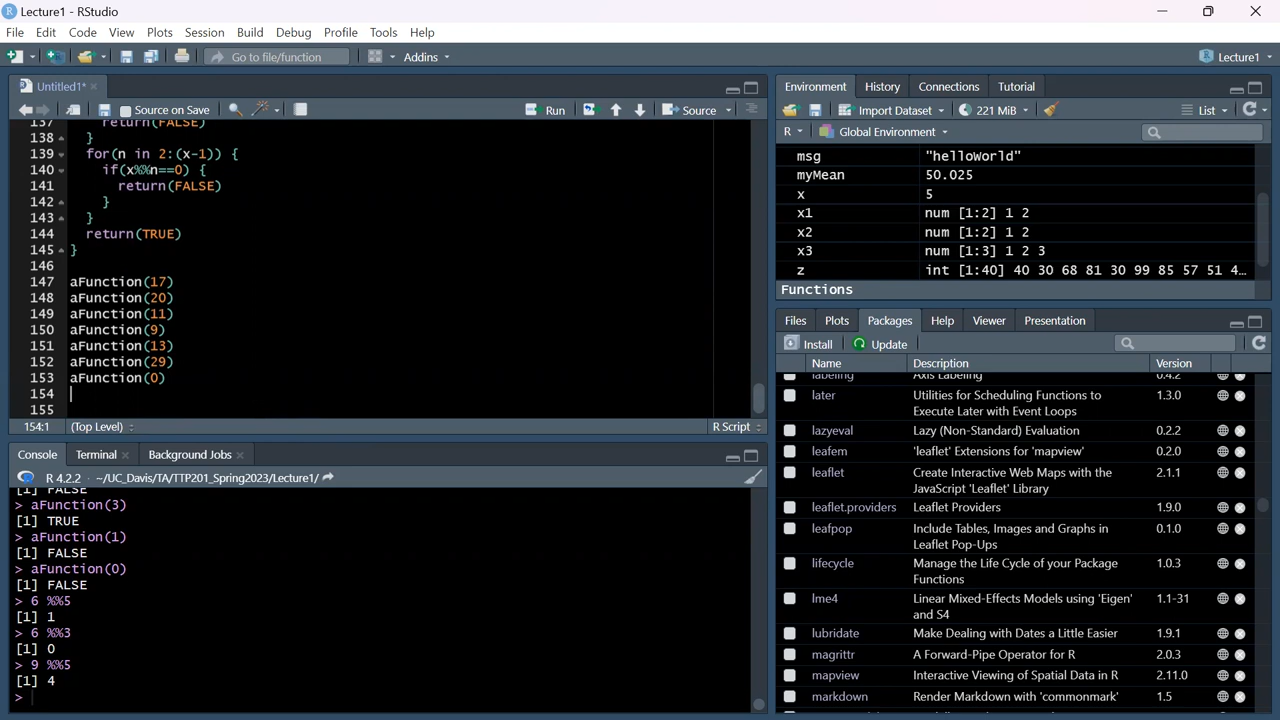 Lecture1 - RStudio
File Edit Code View Plots Session Build Debug Profile Tools Help
Go to file/function Addins Lecture1
Untitled1*
Source on Save Run Source
137 return(FALSE)
138 }
139 for(n in 2:(x-1)) {
140 if(x%%n==0) {
141 return(FALSE)
142 }
143 }
144 return(TRUE)
145 }
146
147 aFunction(17)
148 aFunction(20)
149 aFunction(11)
150 aFunction(9)
151 aFunction(13)
152 aFunction(29)
153 aFunction(0)
154
155
154:1 (Top Level) R Script
Console Terminal Background Jobs
R 4.2.2 · ~/UC_Davis/TA/TTP201_Spring2023/Lecture1/
[1] FALSE
> aFunction(3)
[1] TRUE
> aFunction(1)
[1] FALSE
> aFunction(0)
[1] FALSE
> 6 %%5
[1] 1
> 6 %%3
[1] 0
> 9 %%5
[1] 4
>
Environment History Connections Tutorial
Import Dataset 221 MiB List
R Global Environment
msg "helloWorld"
myMean 50.025
x 5
x1 num [1:2] 1 2
x2 num [1:2] 1 2
x3 num [1:3] 1 2 3
z int [1:40] 40 30 68 81 30 99 85 57 51 4…
Functions
Files Plots Packages Help Viewer Presentation
Install Update
Name Description Version
labeling Axis Labeling 0.4.2
later Utilities for Scheduling Functions to 1.3.0
Execute Later with Event Loops
lazyeval Lazy (Non-Standard) Evaluation 0.2.2
leafem 'leaflet' Extensions for 'mapview' 0.2.0
leaflet Create Interactive Web Maps with the 2.1.1
JavaScript 'Leaflet' Library
leaflet.providers Leaflet Providers 1.9.0
leafpop Include Tables, Images and Graphs in 0.1.0
Leaflet Pop-Ups
lifecycle Manage the Life Cycle of your Package 1.0.3
Functions
lme4 Linear Mixed-Effects Models using 'Eigen' 1.1-31
and S4
lubridate Make Dealing with Dates a Little Easier 1.9.1
magrittr A Forward-Pipe Operator for R 2.0.3
mapview Interactive Viewing of Spatial Data in R 2.11.0
markdown Render Markdown with 'commonmark' 1.5